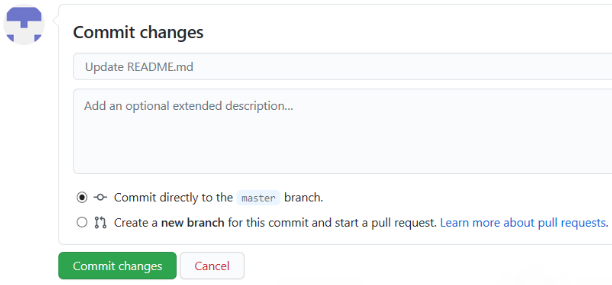 Commit changes
Update README.md
Add an optional extended description...
Commit directly to the master branch.
Create a new branch for this commit and start a pull request. Learn more about pull requests.
Commit changes
Cancel